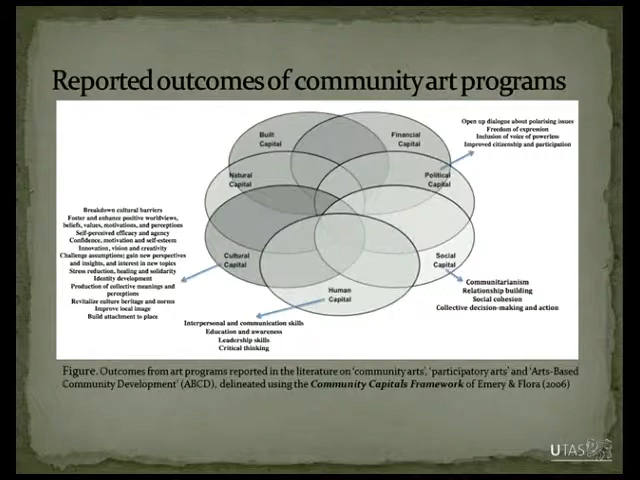 Reported outcomes of community art programs
Built
Capital
Financial
Capital
Open up dialogue about polarising issues
Freedom of expression
Inclusion of voice of powerless
Improved citizenship and participation
Natural
Capital
Political
Capital
Breakdown cultural barriers
Foster and enhance positive worldviews,
beliefs, values, motivations, and perceptions
Self-perceived efficacy and agency
Confidence, motivation and self-esteem
Innovation, vision and creativity
Challenge assumptions; gain new perspectives
and insights, and interest in new topics
Stress reduction, healing and solidarity
Identity development
Production of collective meanings and
perceptions
Revitalize culture heritage and norms
Improve local image
Build attachment to place
Cultural
Capital
Social
Capital
Communitarianism
Relationship building
Social cohesion
Collective decision-making and action
Human
Capital
Interpersonal and communication skills
Education and awareness
Leadership skills
Critical thinking
Figure. Outcomes from art programs reported in the literature on 'community arts', 'participatory arts' and 'Arts-Based
Community Development' (ABCD), delineated using the Community Capitals Framework of Emery & Flora (2006)
UTAS